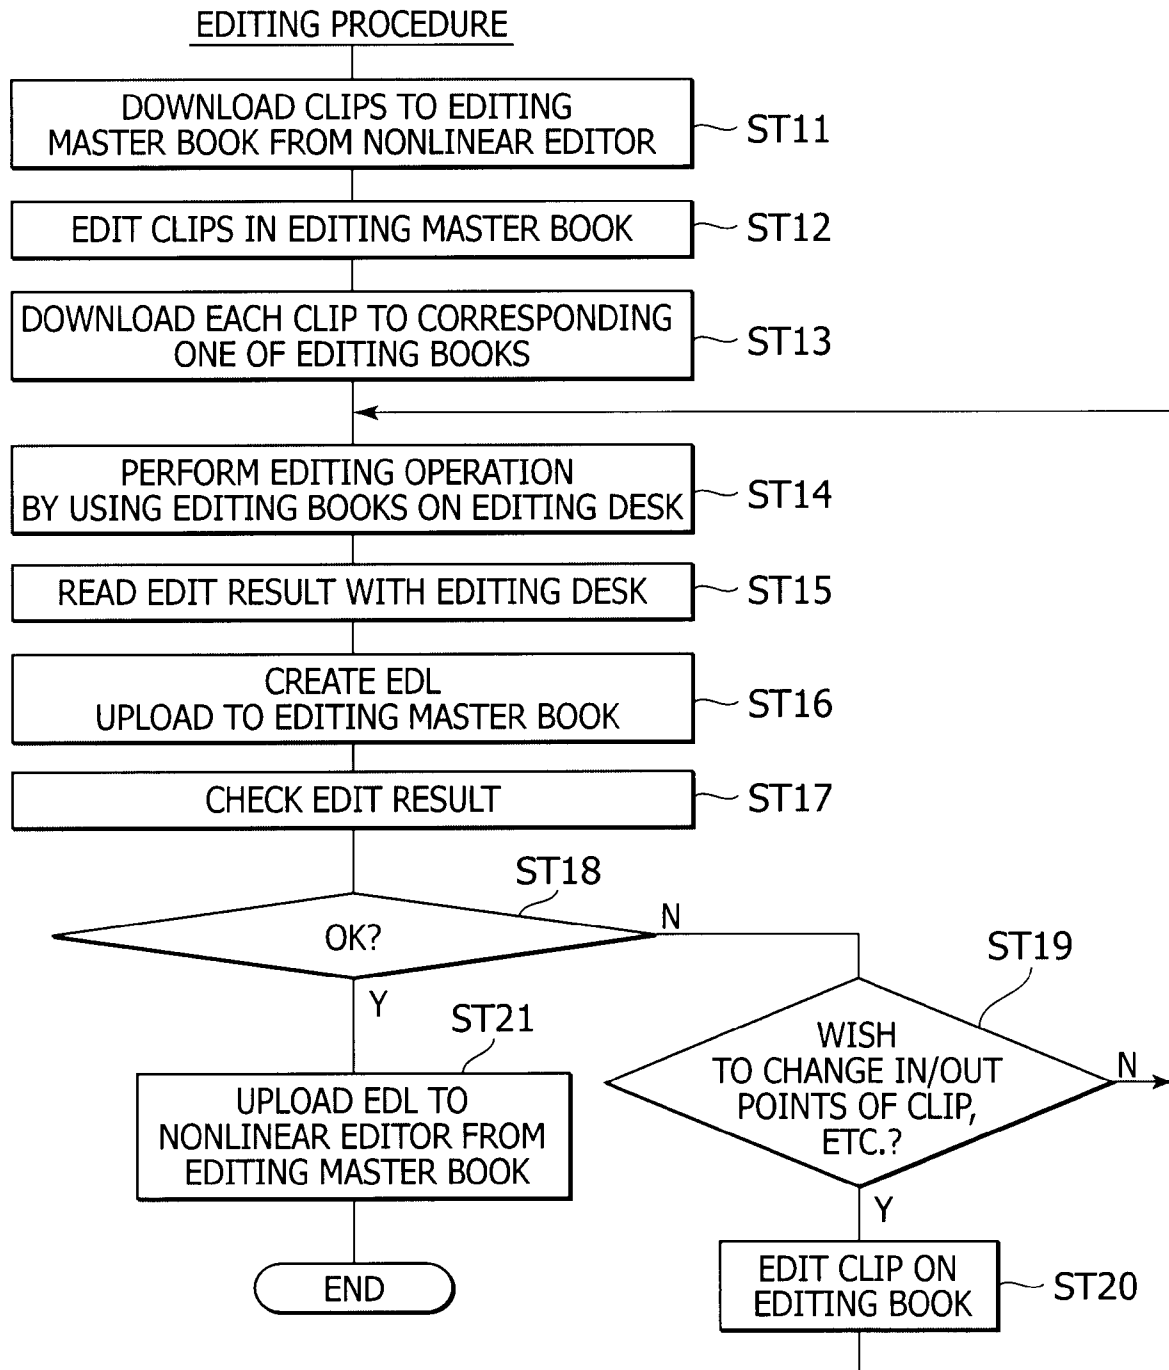 EDITING PROCEDURE
DOWNLOAD CLIPS TO EDITING
MASTER BOOK FROM NONLINEAR EDITOR
ST11
EDIT CLIPS IN EDITING MASTER BOOK
ST12
DOWNLOAD EACH CLIP TO CORRESPONDING
ONE OF EDITING BOOKS
ST13
PERFORM EDITING OPERATION
BY USING EDITING BOOKS ON EDITING DESK
ST14
READ EDIT RESULT WITH EDITING DESK
ST15
CREATE EDL
UPLOAD TO EDITING MASTER BOOK
ST16
CHECK EDIT RESULT
ST17
ST18
OK?
N
Y
ST19
WISH
TO CHANGE IN/OUT
POINTS OF CLIP,
ETC.?
N
Y
ST21
UPLOAD EDL TO
NONLINEAR EDITOR FROM
EDITING MASTER BOOK
EDIT CLIP ON
EDITING BOOK
ST20
END